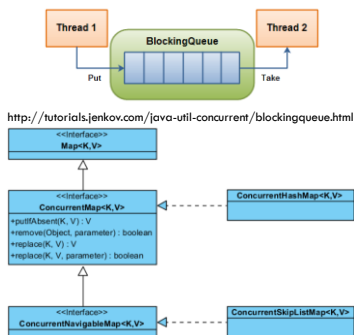 Thread 1
Thread 2
BlockingQueue
Put
Take
http://tutorials.jenkov.com/java-util-concurrent/blockingqueue.html
<<Interface>>
Map<K,V>
<<Interface>>
ConcurrentMap<K,V>
+putIfAbsent(K, V) : V
+remove(Object, parameter) : boolean
+replace(K, V) : V
+replace(K, V, parameter) : boolean
ConcurrentHashMap<K,V>
<<Interface>>
ConcurrentNavigableMap<K,V>
ConcurrentSkipListMap<K,V>